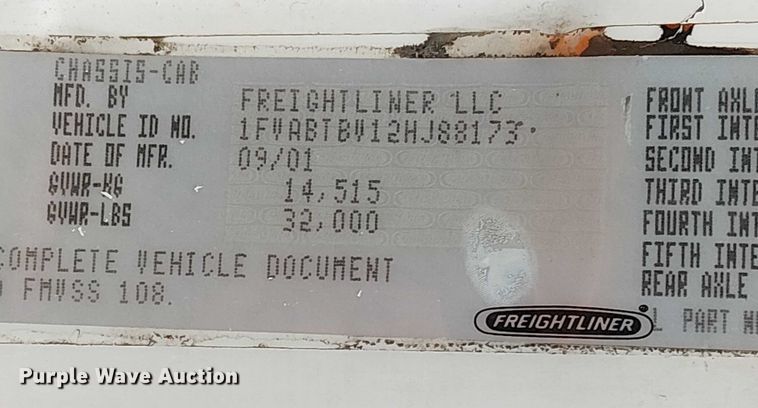 CHASSIS-CAB
MFD. BY FREIGHTLINER LLC
VEHICLE ID NO. 1FVABTBV12HJ88173
DATE OF MFR. 09/01
GVWR-KG 14,515
GVWR-LBS 32,000
COMPLETE VEHICLE DOCUMENT
FMVSS 108.
FRONT AXLE
FIRST INTE
SECOND INT
THIRD INTE
FOURTH INT
FIFTH INTE
REAR AXLE
FREIGHTLINER
L PART
Purple Wave Auction